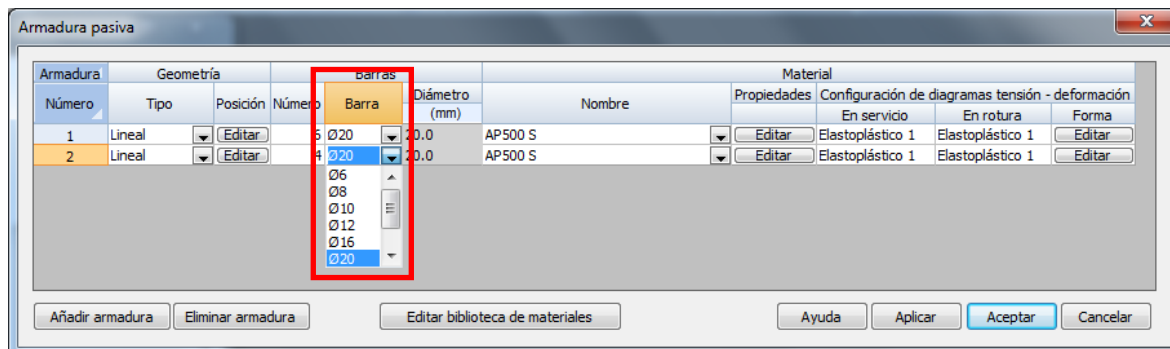 Armadura pasiva
Armadura Geometría Barras Material
Número Tipo Posición Número Barra Diámetro (mm) Nombre Propiedades Configuración de diagramas tensión - deformación
En servicio En rotura Forma
1 Lineal Editar 6 Ø20 20.0 AP500 S Editar Elastoplástico 1 Elastoplástico 1 Editar
2 Lineal Editar 4 Ø20 20.0 AP500 S Editar Elastoplástico 1 Elastoplástico 1 Editar
Ø6
Ø8
Ø10
Ø12
Ø16
Ø20
Añadir armadura Eliminar armadura Editar biblioteca de materiales Ayuda Aplicar Aceptar Cancelar